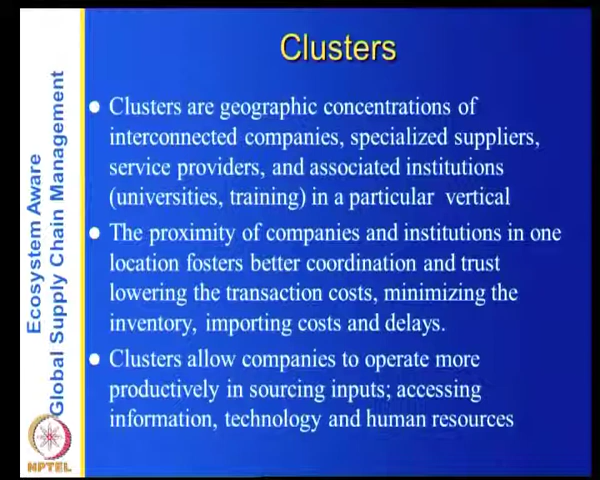 Clusters
Clusters are geographic concentrations of
interconnected companies, specialized suppliers,
service providers, and associated institutions
(universities, training) in a particular vertical
The proximity of companies and institutions in one
location fosters better coordination and trust
lowering the transaction costs, minimizing the
inventory, importing costs and delays.
Clusters allow companies to operate more
productively in sourcing inputs; accessing
information, technology and human resources
Ecosystem Aware
Global Supply Chain Management
NPTEL